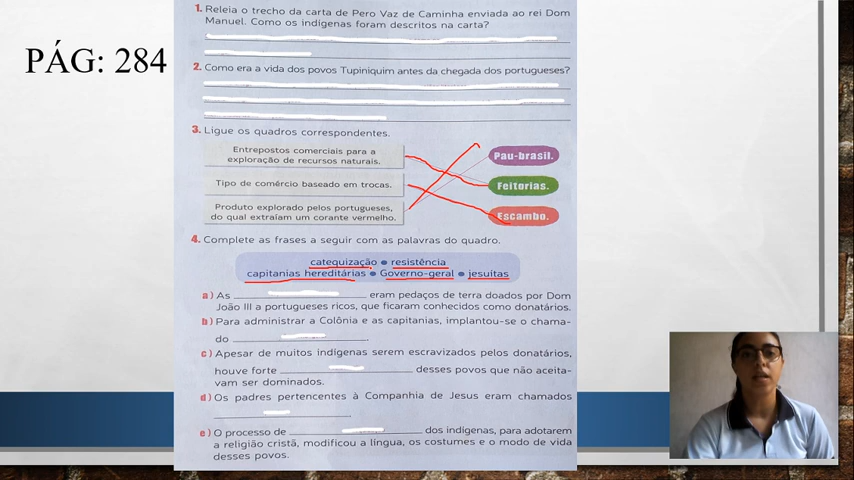 PÁG: 284
1. Releia o trecho da carta de Pero Vaz de Caminha enviada ao rei Dom
Manuel. Como os indígenas foram descritos na carta?
2. Como era a vida dos povos Tupiniquim antes da chegada dos portugueses?
3. Ligue os quadros correspondentes.
Entrepostos comerciais para a
exploração de recursos naturais.
Pau-brasil.
Tipo de comércio baseado em trocas.
Feitorias.
Produto explorado pelos portugueses,
do qual extraíam um corante vermelho.
Escambo.
4. Complete as frases a seguir com as palavras do quadro.
catequização • resistência
capitanias hereditárias • Governo-geral • jesuítas
a) As eram pedaços de terra doados por Dom
João III a portugueses ricos, que ficaram conhecidos como donatários.
b) Para administrar a Colônia e as capitanias, implantou-se o chama-
do .
c) Apesar de muitos indígenas serem escravizados pelos donatários,
houve forte desses povos que não aceita-
vam ser dominados.
d) Os padres pertencentes à Companhia de Jesus eram chamados
.
e) O processo de dos indígenas, para adotarem
a religião cristã, modificou a língua, os costumes e o modo de vida
desses povos.